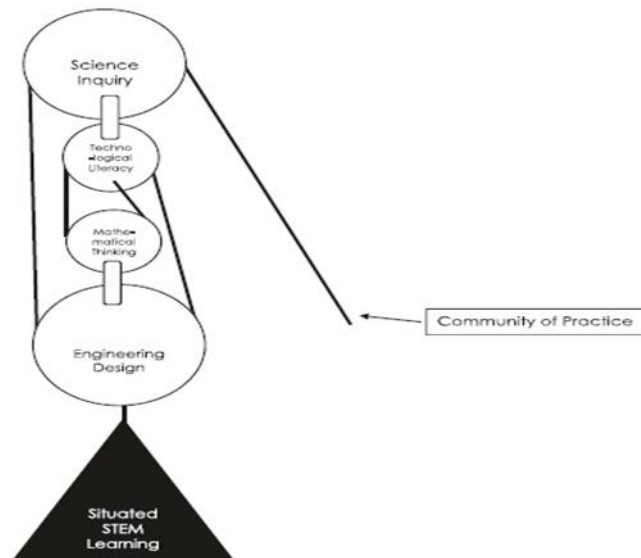 Science
Inquiry
Techno
-logical
Literacy
Mathe-
matical
Thinking
Community of Practice
Engineering
Design
Situated
STEM
Learning